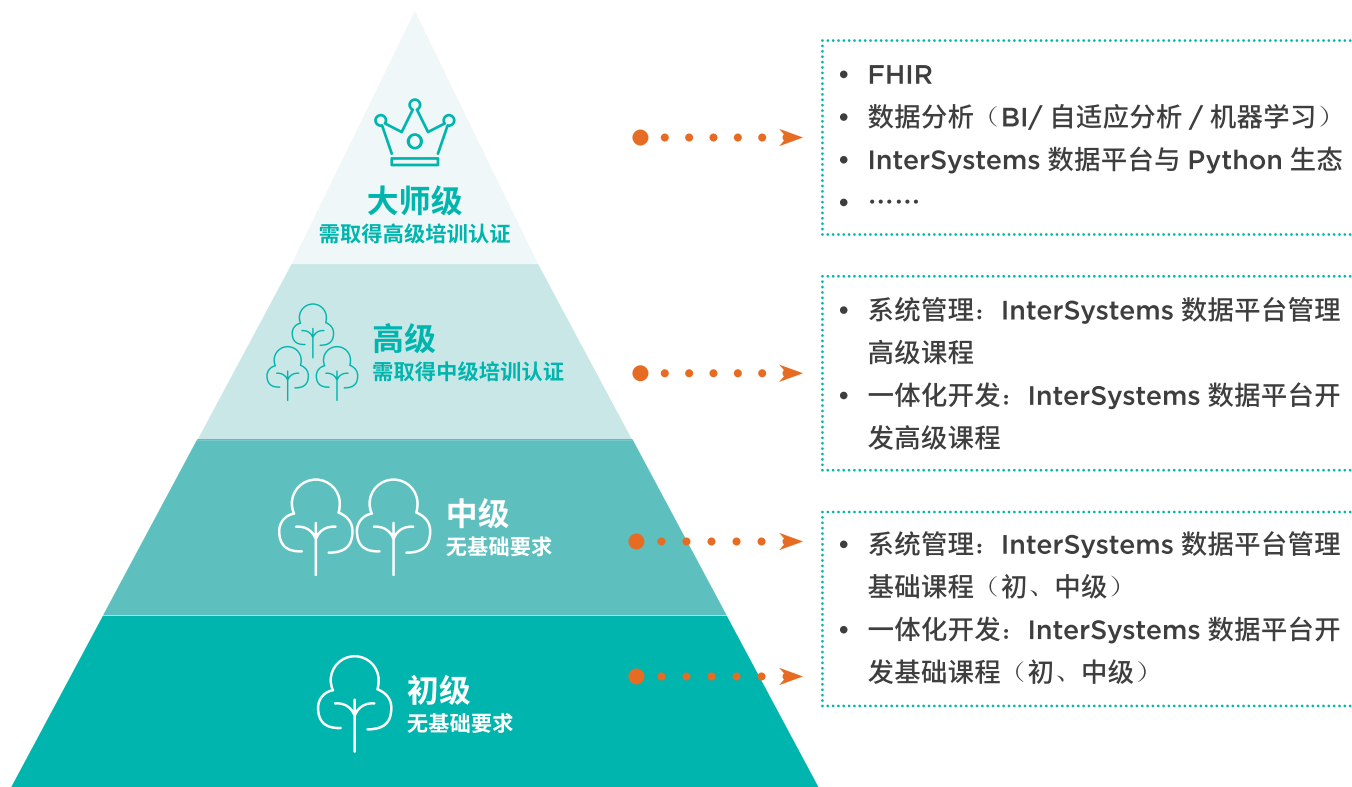 大师级
需取得高级培训认证
• FHIR
• 数据分析（BI/ 自适应分析 / 机器学习）
• InterSystems 数据平台与 Python 生态
• ……
高级
需取得中级培训认证
• 系统管理：InterSystems 数据平台管理
高级课程
• 一体化开发：InterSystems 数据平台开
发高级课程
中级
无基础要求
初级
无基础要求
• 系统管理：InterSystems 数据平台管理
基础课程（初、中级）
• 一体化开发：InterSystems 数据平台开
发基础课程（初、中级）